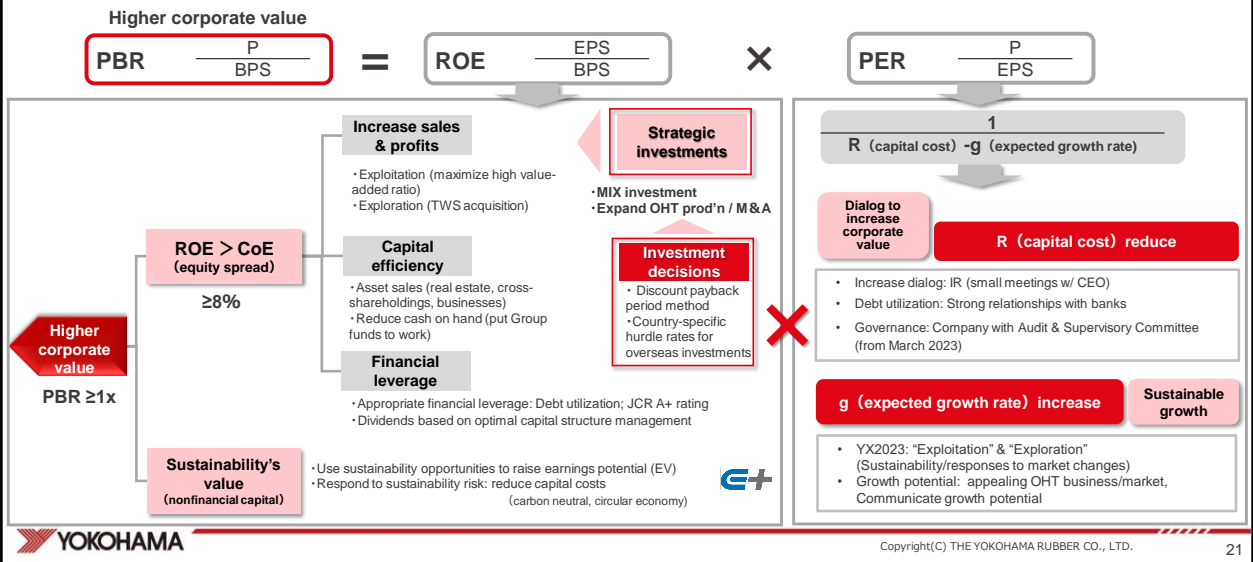 Higher corporate value
PBR
P
BPS
=
ROE
EPS
BPS
×
PER
P
EPS
Increase sales
& profits
・Exploitation (maximize high value-
added ratio)
・Exploration (TWS acquisition)
Strategic
investments
・MIX investment
・Expand OHT prod'n / M&A
ROE > CoE
(equity spread)
≥8%
Capital
efficiency
・Asset sales (real estate, cross-
shareholdings, businesses)
・Reduce cash on hand (put Group
funds to work)
Investment
decisions
・ Discount payback
period method
・Country-specific
hurdle rates for
overseas investments
Higher
corporate
value
PBR ≥1x
Financial
leverage
・Appropriate financial leverage: Debt utilization; JCR A+ rating
・Dividends based on optimal capital structure management
Sustainability's
value
(nonfinancial capital)
・Use sustainability opportunities to raise earnings potential (EV)
・Respond to sustainability risk: reduce capital costs
(carbon neutral, circular economy)
e+
×
1
R (capital cost) -g (expected growth rate)
Dialog to
increase
corporate
value
R (capital cost) reduce
• Increase dialog: IR (small meetings w/ CEO)
• Debt utilization: Strong relationships with banks
• Governance: Company with Audit & Supervisory Committee
(from March 2023)
g (expected growth rate) increase
Sustainable
growth
• YX2023: “Exploitation” & “Exploration”
(Sustainability/responses to market changes)
• Growth potential: appealing OHT business/market,
Communicate growth potential
YOKOHAMA
Copyright(C) THE YOKOHAMA RUBBER CO., LTD.
21